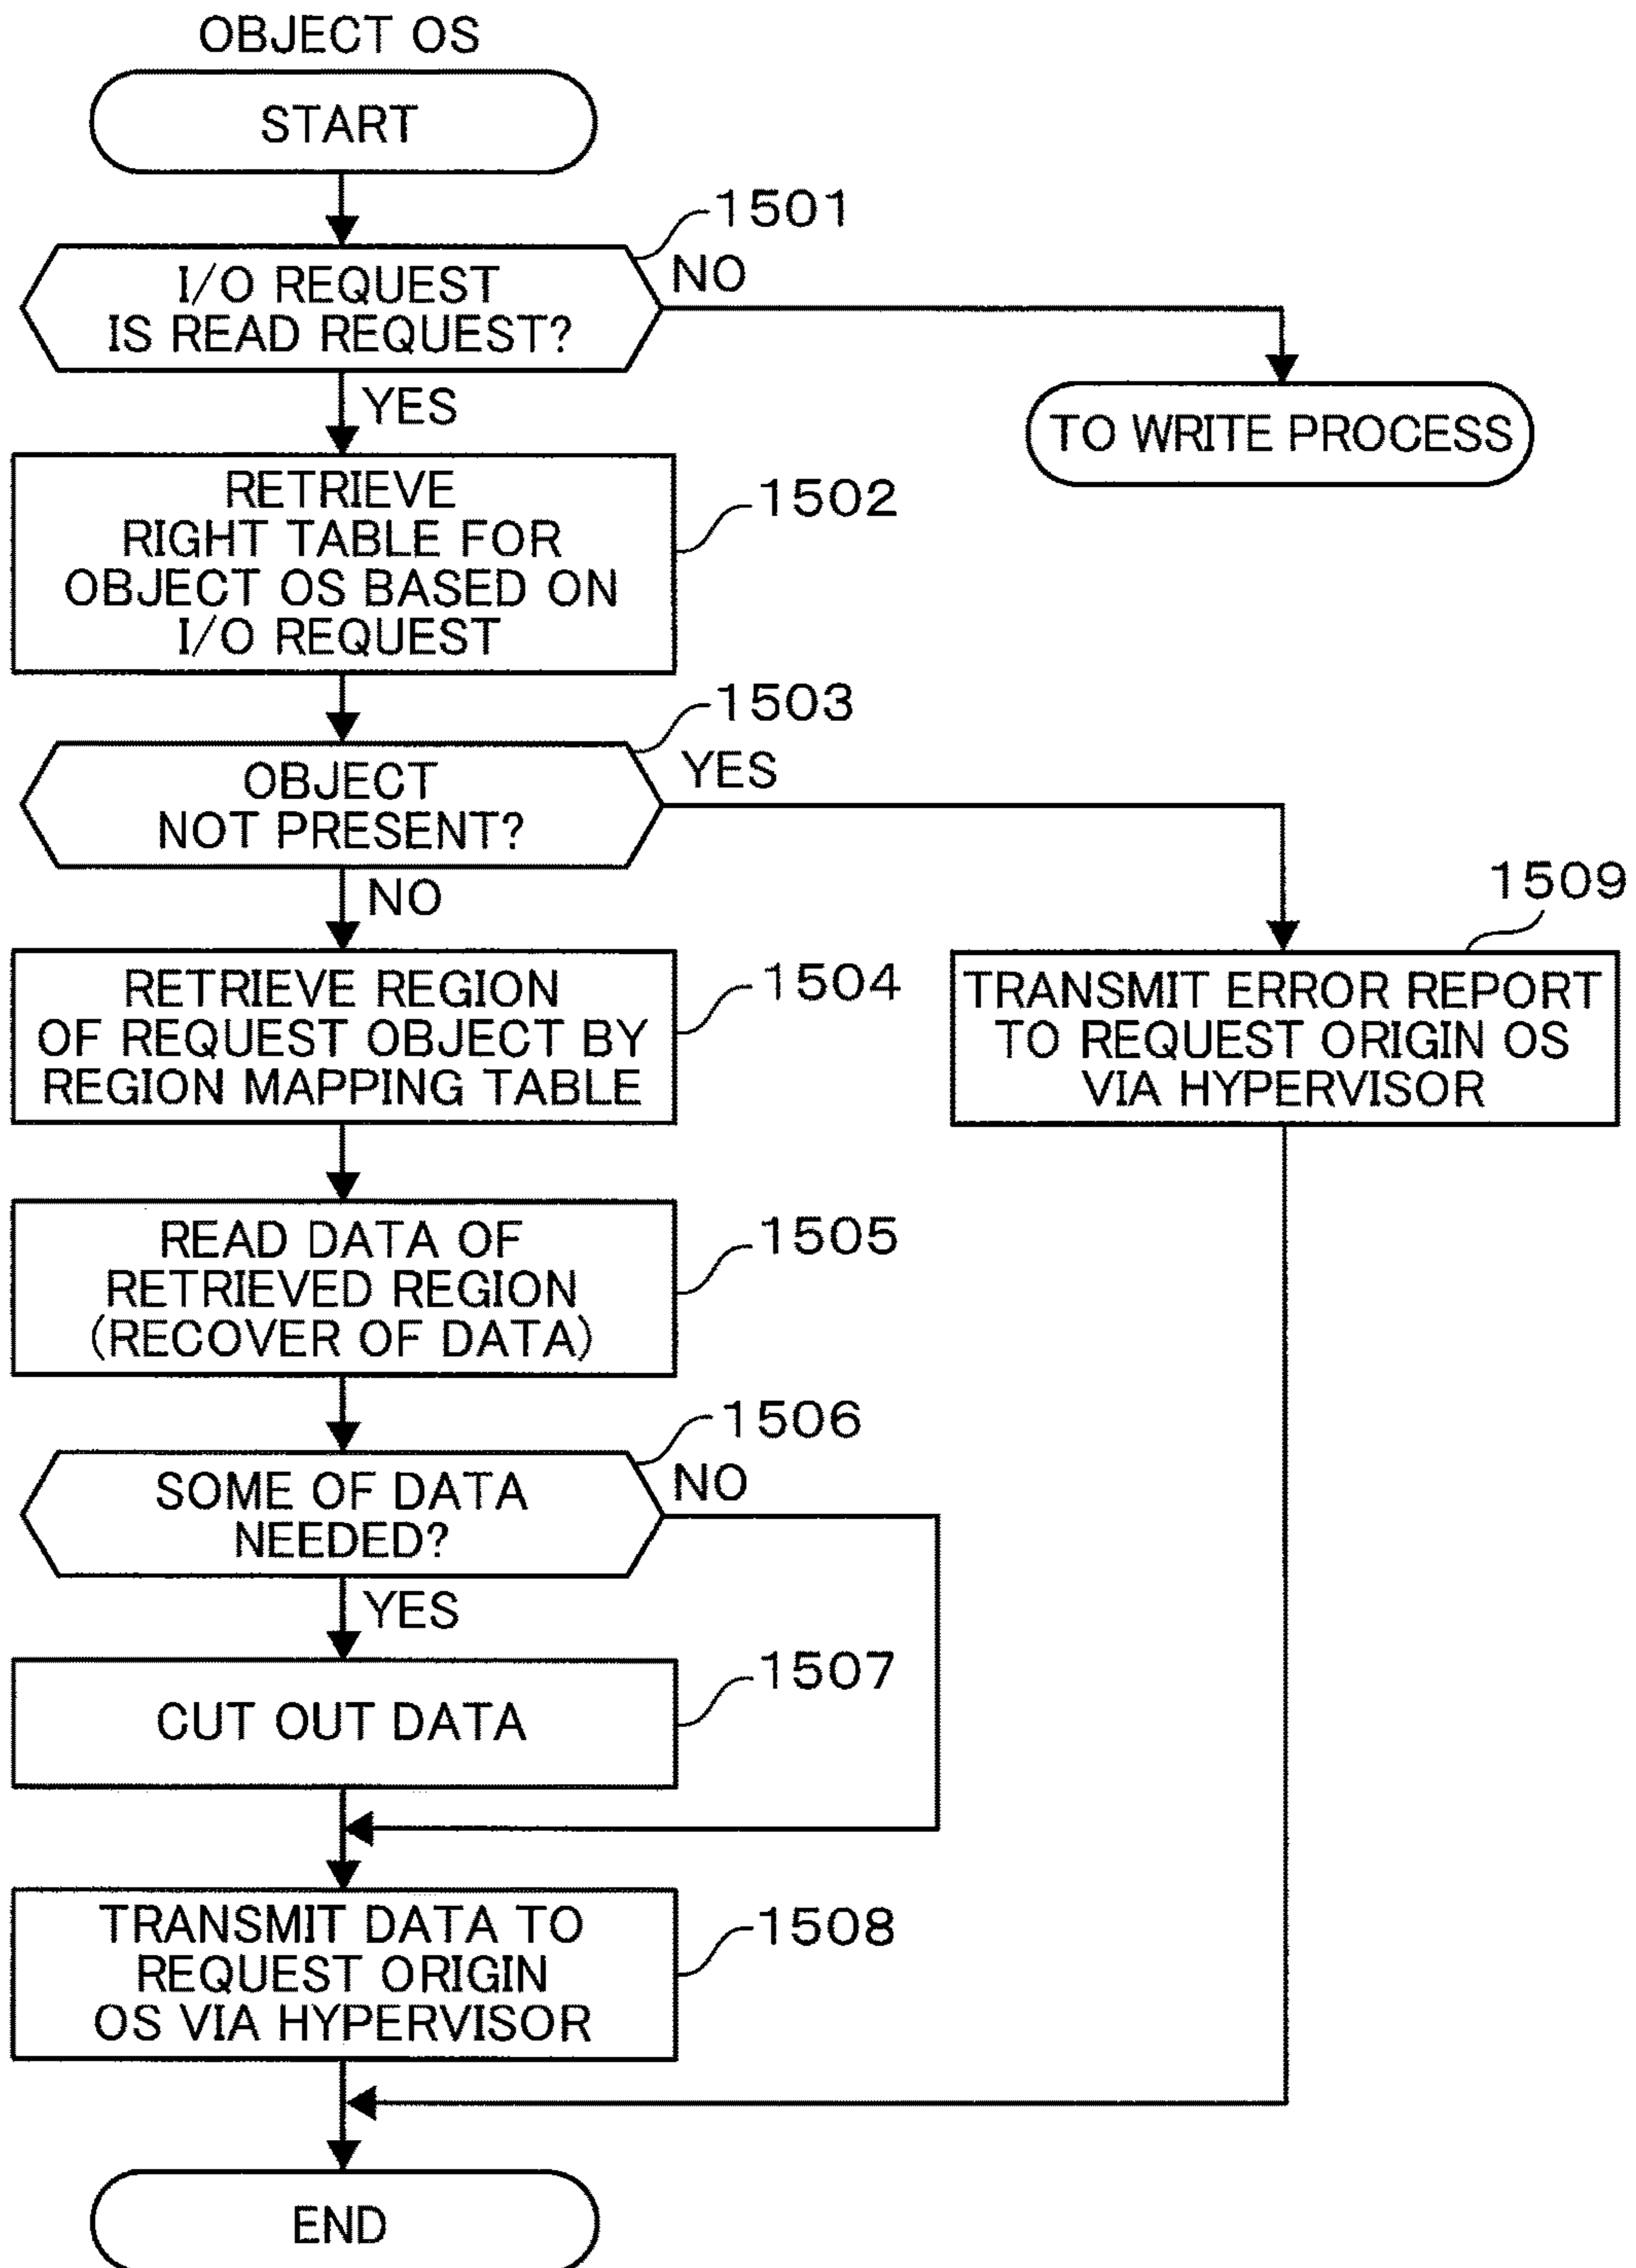 OBJECT OS
START
1501
I/O REQUEST
IS READ REQUEST?
NO
YES
TO WRITE PROCESS
RETRIEVE
RIGHT TABLE FOR
OBJECT OS BASED ON
I/O REQUEST
1502
1503
OBJECT
NOT PRESENT?
YES
NO
1509
RETRIEVE REGION
OF REQUEST OBJECT BY
REGION MAPPING TABLE
1504
TRANSMIT ERROR REPORT
TO REQUEST ORIGIN OS
VIA HYPERVISOR
READ DATA OF
RETRIEVED REGION
(RECOVER OF DATA)
1505
1506
SOME OF DATA
NEEDED?
NO
YES
CUT OUT DATA
1507
TRANSMIT DATA TO
REQUEST ORIGIN
OS VIA HYPERVISOR
1508
END